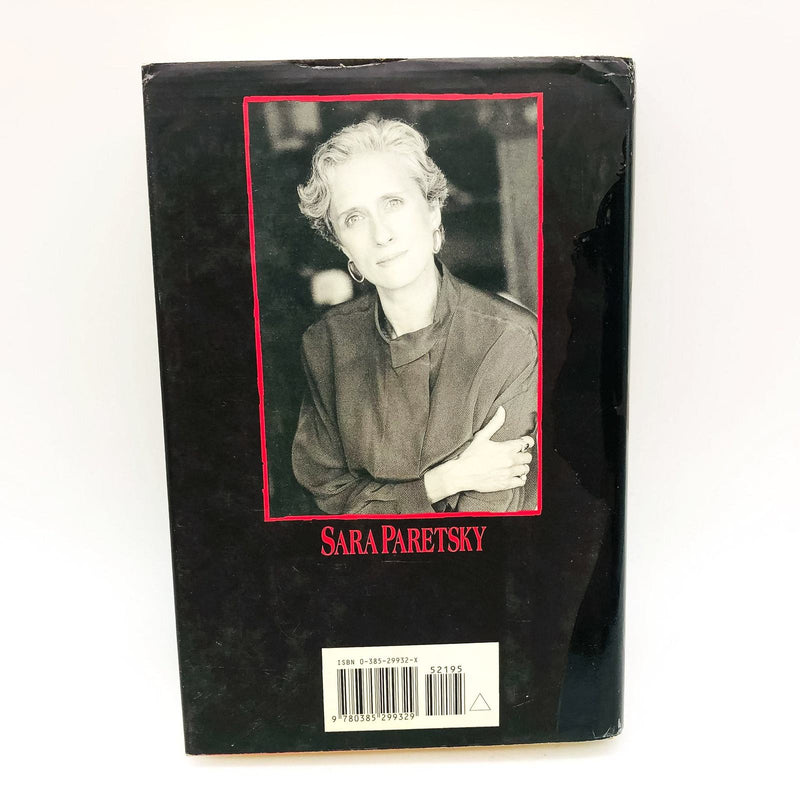 SARA PARETSKY
ISBN 0-385-29932-X
52195
9 780385 299329